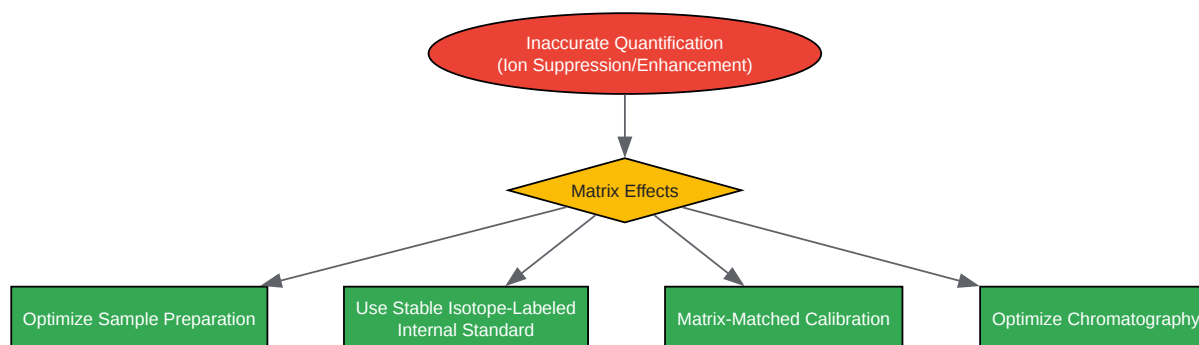 Inaccurate Quantification
(Ion Suppression/Enhancement)
Matrix Effects
Optimize Sample Preparation
Use Stable Isotope-Labeled
Internal Standard
Matrix-Matched Calibration
Optimize Chromatography